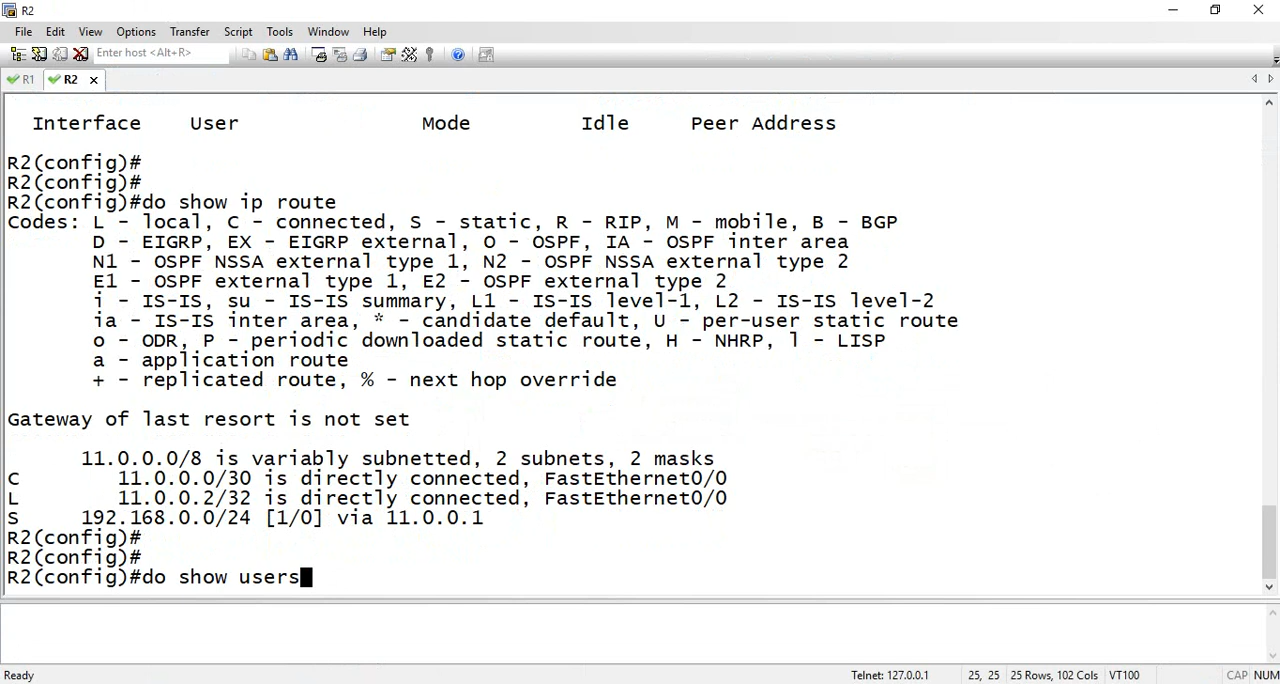 R2
File Edit View Options Transfer Script Tools Window Help
Enter host <Alt+R>
R1 R2
Interface User Mode Idle Peer Address
R2(config)#
R2(config)#
R2(config)#do show ip route
Codes: L - local, C - connected, S - static, R - RIP, M - mobile, B - BGP
D - EIGRP, EX - EIGRP external, O - OSPF, IA - OSPF inter area
N1 - OSPF NSSA external type 1, N2 - OSPF NSSA external type 2
E1 - OSPF external type 1, E2 - OSPF external type 2
i - IS-IS, su - IS-IS summary, L1 - IS-IS level-1, L2 - IS-IS level-2
ia - IS-IS inter area, * - candidate default, U - per-user static route
o - ODR, P - periodic downloaded static route, H - NHRP, l - LISP
a - application route
+ - replicated route, % - next hop override
Gateway of last resort is not set
11.0.0.0/8 is variably subnetted, 2 subnets, 2 masks
C 11.0.0.0/30 is directly connected, FastEthernet0/0
L 11.0.0.2/32 is directly connected, FastEthernet0/0
S 192.168.0.0/24 [1/0] via 11.0.0.1
R2(config)#
R2(config)#
R2(config)#do show users
Ready Telnet: 127.0.0.1 25, 25 25 Rows, 102 Cols VT100 CAP NUM